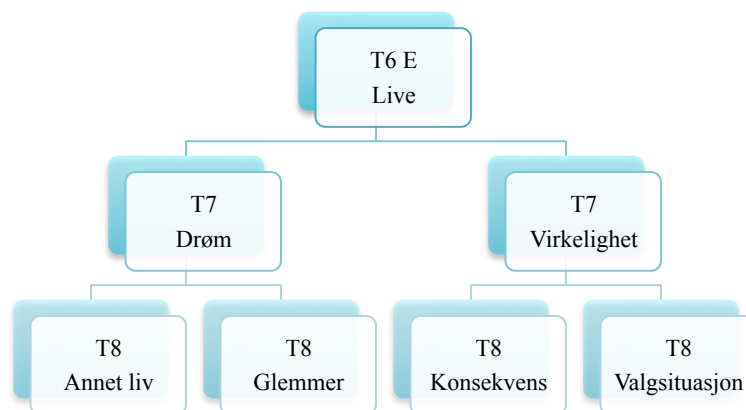 T6 E
Live
T7
Drøm
T7
Virkelighet
T8
Annet liv
T8
Glemmer
T8
Konsekvens
T8
Valgsituasjon